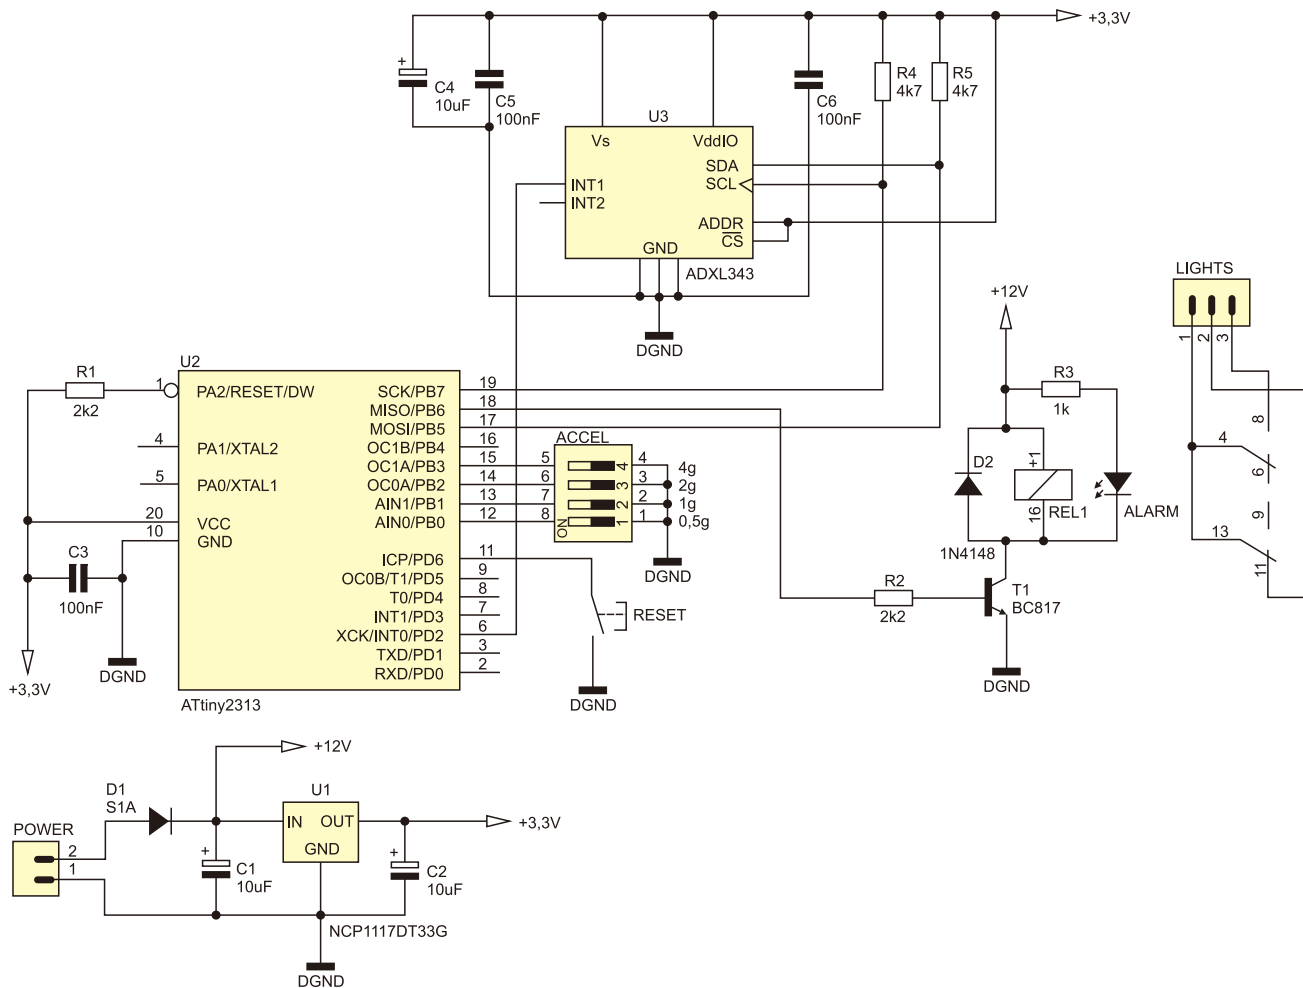 +3,3V
+
C4
10uF
C5
100nF
U3
C6
100nF
R4
4k7
R5
4k7
Vs
VddIO
SDA
SCL
INT1
INT2
ADDR
CS
GND
ADXL343
DGND
LIGHTS
1
2
3
+12V
U2
R1
2k2
1
PA2/RESET/DW
4
PA1/XTAL2
5
PA0/XTAL1
20
VCC
10
GND
C3
100nF
+3,3V
DGND
SCK/PB7
19
MISO/PB6
18
MOSI/PB5
17
OC1B/PB4
16
OC1A/PB3
15
OC0A/PB2
14
AIN1/PB1
13
AIN0/PB0
12
ICP/PD6
11
OC0B/T1/PD5
9
T0/PD4
8
INT1/PD3
7
XCK/INT0/PD2
6
TXD/PD1
3
RXD/PD0
2
ATtiny2313
ACCEL
5
4
4
4g
6
3
3
2g
7
2
2
1g
8
ON
1
1
0,5g
DGND
RESET
DGND
R3
1k
D2
+1
16
REL1
ALARM
1N4148
R2
2k2
T1
BC817
DGND
8
4
6
9
13
11
+12V
D1
S1A
POWER
2
1
+
C1
10uF
U1
IN
OUT
GND
+3,3V
+
C2
10uF
NCP1117DT33G
DGND